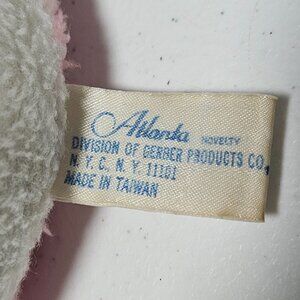 Atlanta NOVELTY
DIVISION OF GERBER PRODUCTS CO.,
N. Y. C. N. Y. 11101
MADE IN TAIWAN